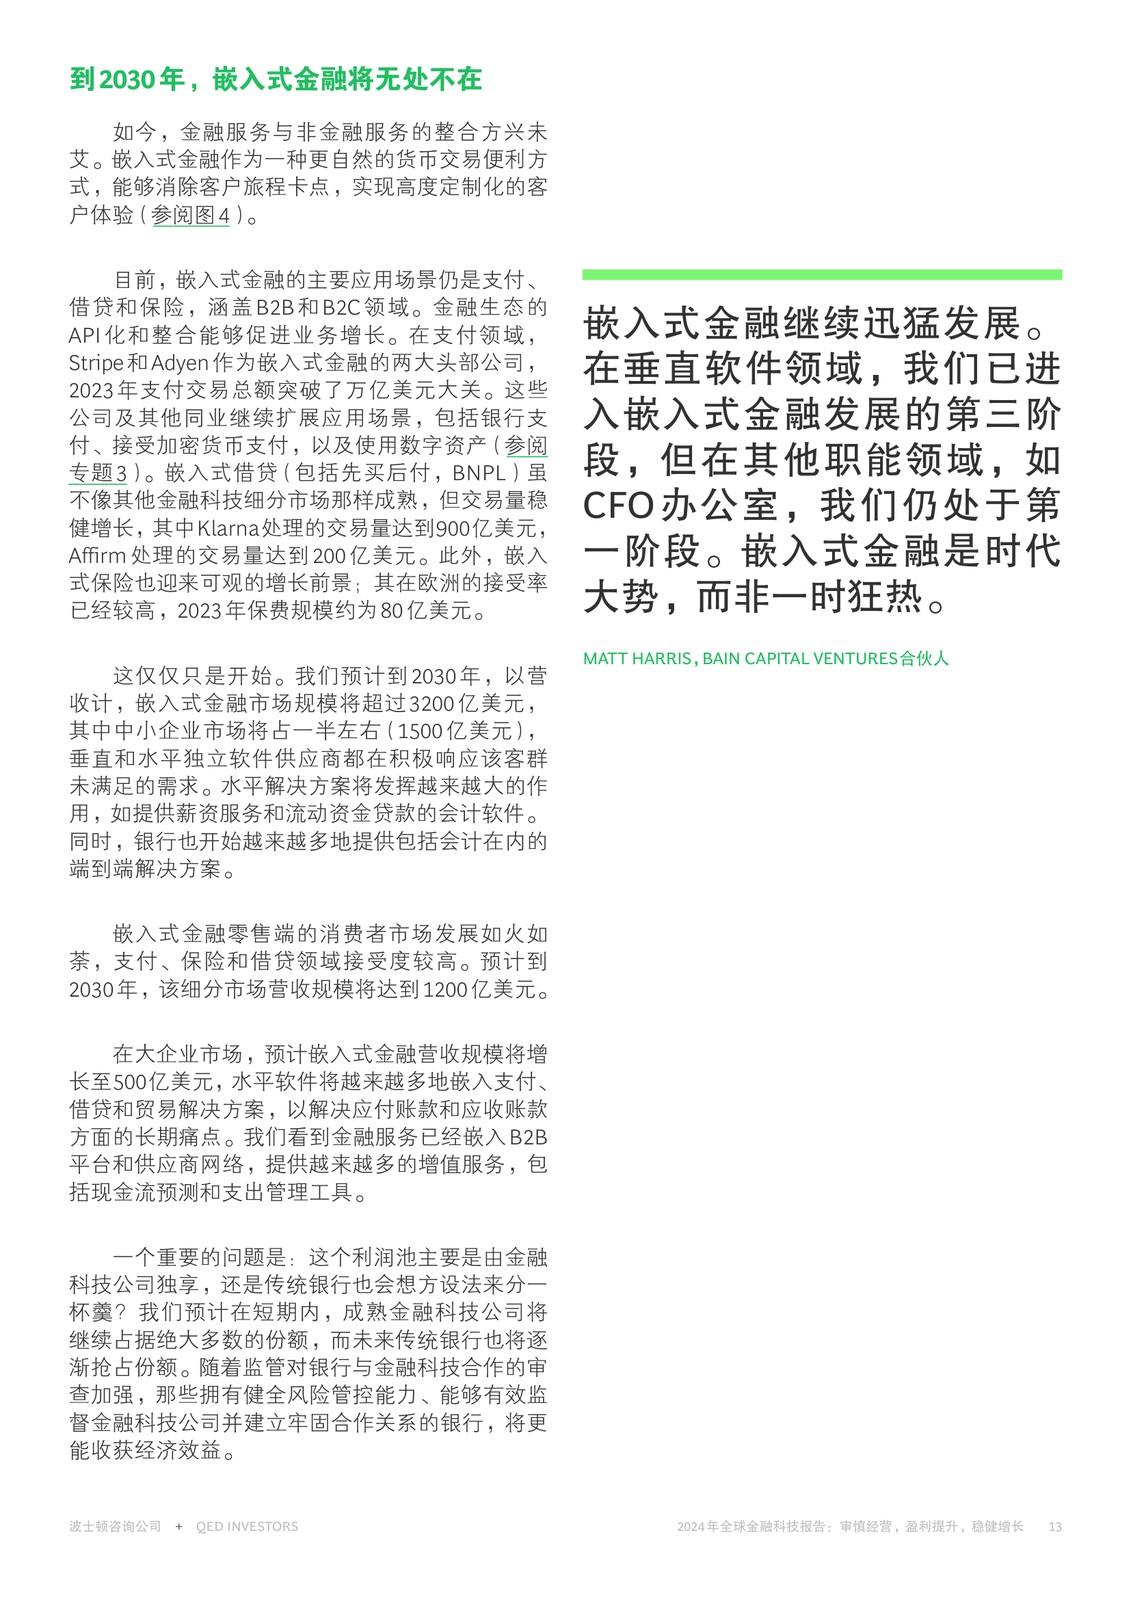 到2030年，嵌入式金融将无处不在
如今，金融服务与非金融服务的整合方兴未
艾。嵌入式金融作为一种更自然的货币交易便利方
式，能够消除客户旅程卡点，实现高度定制化的客
户体验（参阅图4）。
目前，嵌入式金融的主要应用场景仍是支付、
借贷和保险，涵盖B2B和B2C领域。金融生态的
API化和整合能够促进业务增长。在支付领域，
Stripe和Adyen作为嵌入式金融的两大头部公司，
2023年支付交易总额突破了万亿美元大关。这些
公司及其他同业继续扩展应用场景，包括银行支
付、接受加密货币支付，以及使用数字资产（参阅
专题3）。嵌入式借贷（包括先买后付，BNPL）虽
不像其他金融科技细分市场那样成熟，但交易量稳
健增长，其中Klarna处理的交易量达到900亿美元，
Affirm处理的交易量达到200亿美元。此外，嵌入
式保险也迎来可观的增长前景；其在欧洲的接受率
已经较高，2023年保费规模约为80亿美元。
这仅仅只是开始。我们预计到2030年，以营
收计，嵌入式金融市场规模将超过3200亿美元，
其中中小企业市场将占一半左右（1500亿美元），
垂直和水平独立软件供应商都在积极响应该客群
未满足的需求。水平解决方案将发挥越来越大的作
用，如提供薪资服务和流动资金贷款的会计软件。
同时，银行也开始越来越多地提供包括会计在内的
端到端解决方案。
嵌入式金融零售端的消费者市场发展如火如
荼，支付、保险和借贷领域接受度较高。预计到
2030年，该细分市场营收规模将达到1200亿美元。
在大企业市场，预计嵌入式金融营收规模将增
长至500亿美元，水平软件将越来越多地嵌入支付、
借贷和贸易解决方案，以解决应付账款和应收账款
方面的长期痛点。我们看到金融服务已经嵌入B2B
平台和供应商网络，提供越来越多的增值服务，包
括现金流预测和支出管理工具。
一个重要的问题是：这个利润池主要是由金融
科技公司独享，还是传统银行也会想方设法来分一
杯羹？我们预计在短期内，成熟金融科技公司将
继续占据绝大多数的份额，而未来传统银行也将逐
渐抢占份额。随着监管对银行与金融科技合作的审
查加强，那些拥有健全风险管控能力、能够有效监
督金融科技公司并建立牢固合作关系的银行，将更
能收获经济效益。
嵌入式金融继续迅猛发展。
在垂直软件领域，我们已进
入嵌入式金融发展的第三阶
段，但在其他职能领域，如
CFO办公室，我们仍处于第
一阶段。嵌入式金融是时代
大势，而非一时狂热。
MATT HARRIS，BAIN CAPITAL VENTURES合伙人
波士顿咨询公司 + QED INVESTORS
2024年全球金融科技报告：审慎经营，盈利提升，稳健增长 13